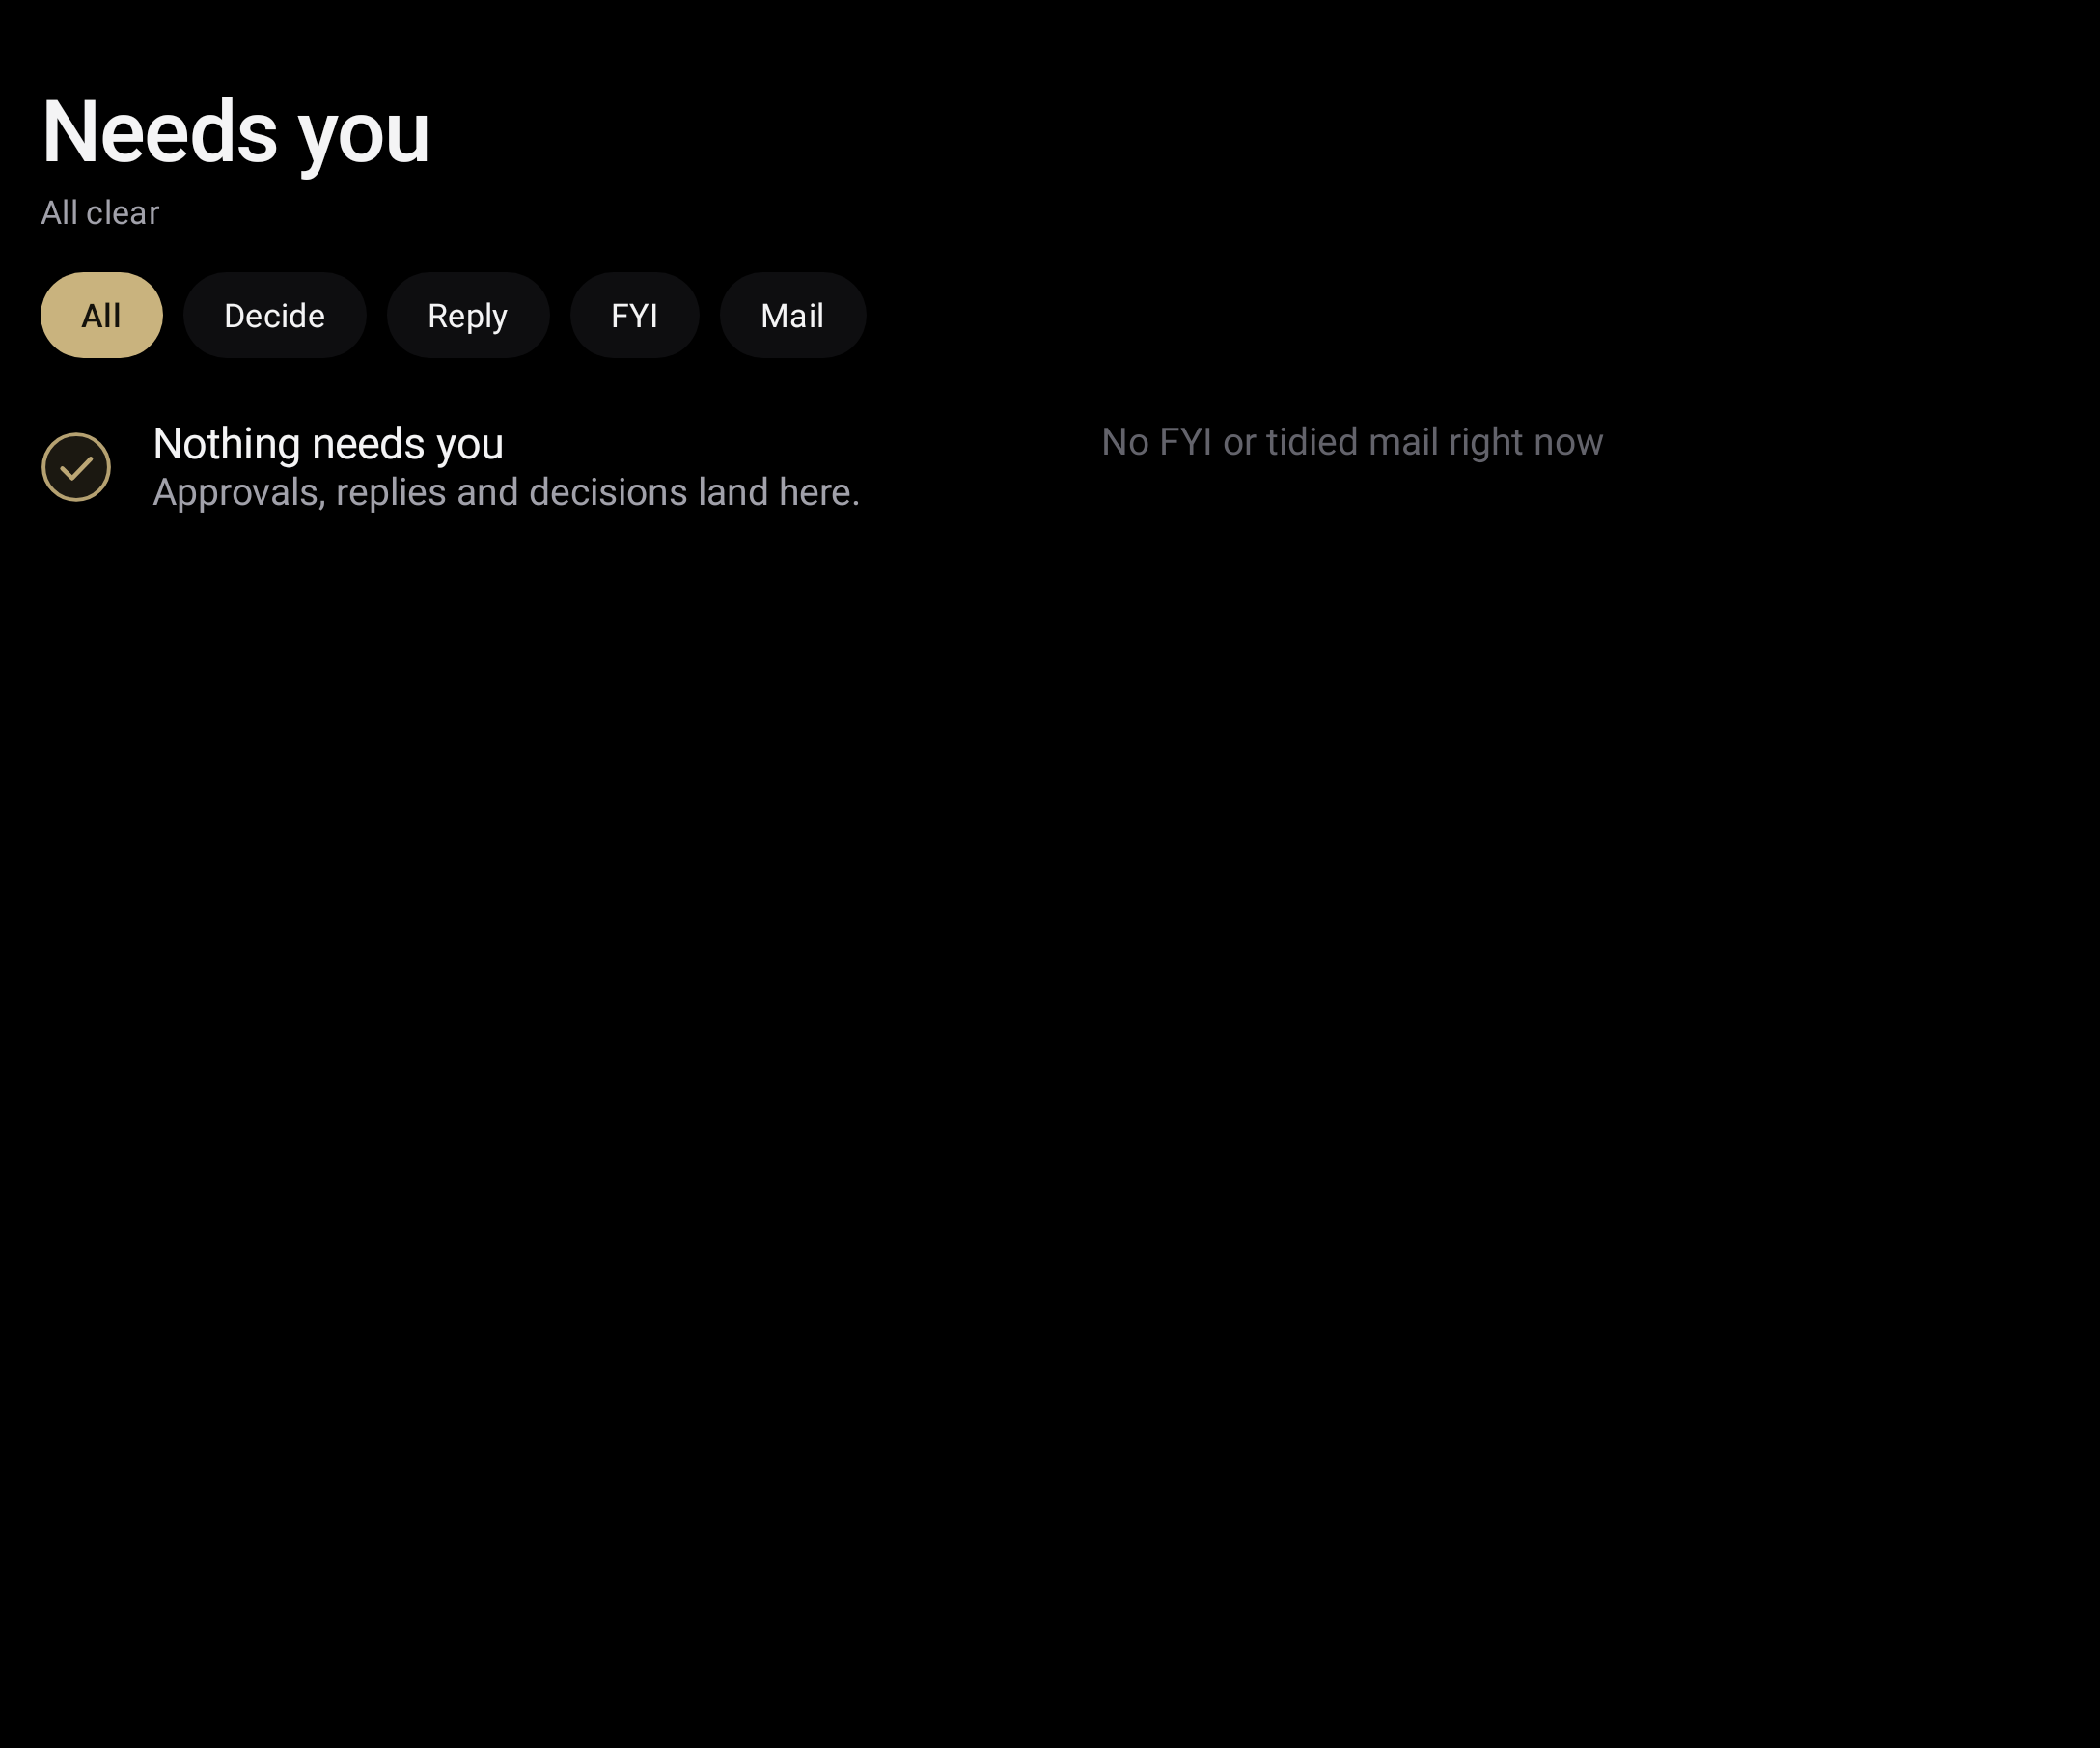 Needs you
All clear
All
Decide
Reply
FYI
Mail
Nothing needs you
Approvals, replies and decisions land here.
No FYI or tidied mail right now